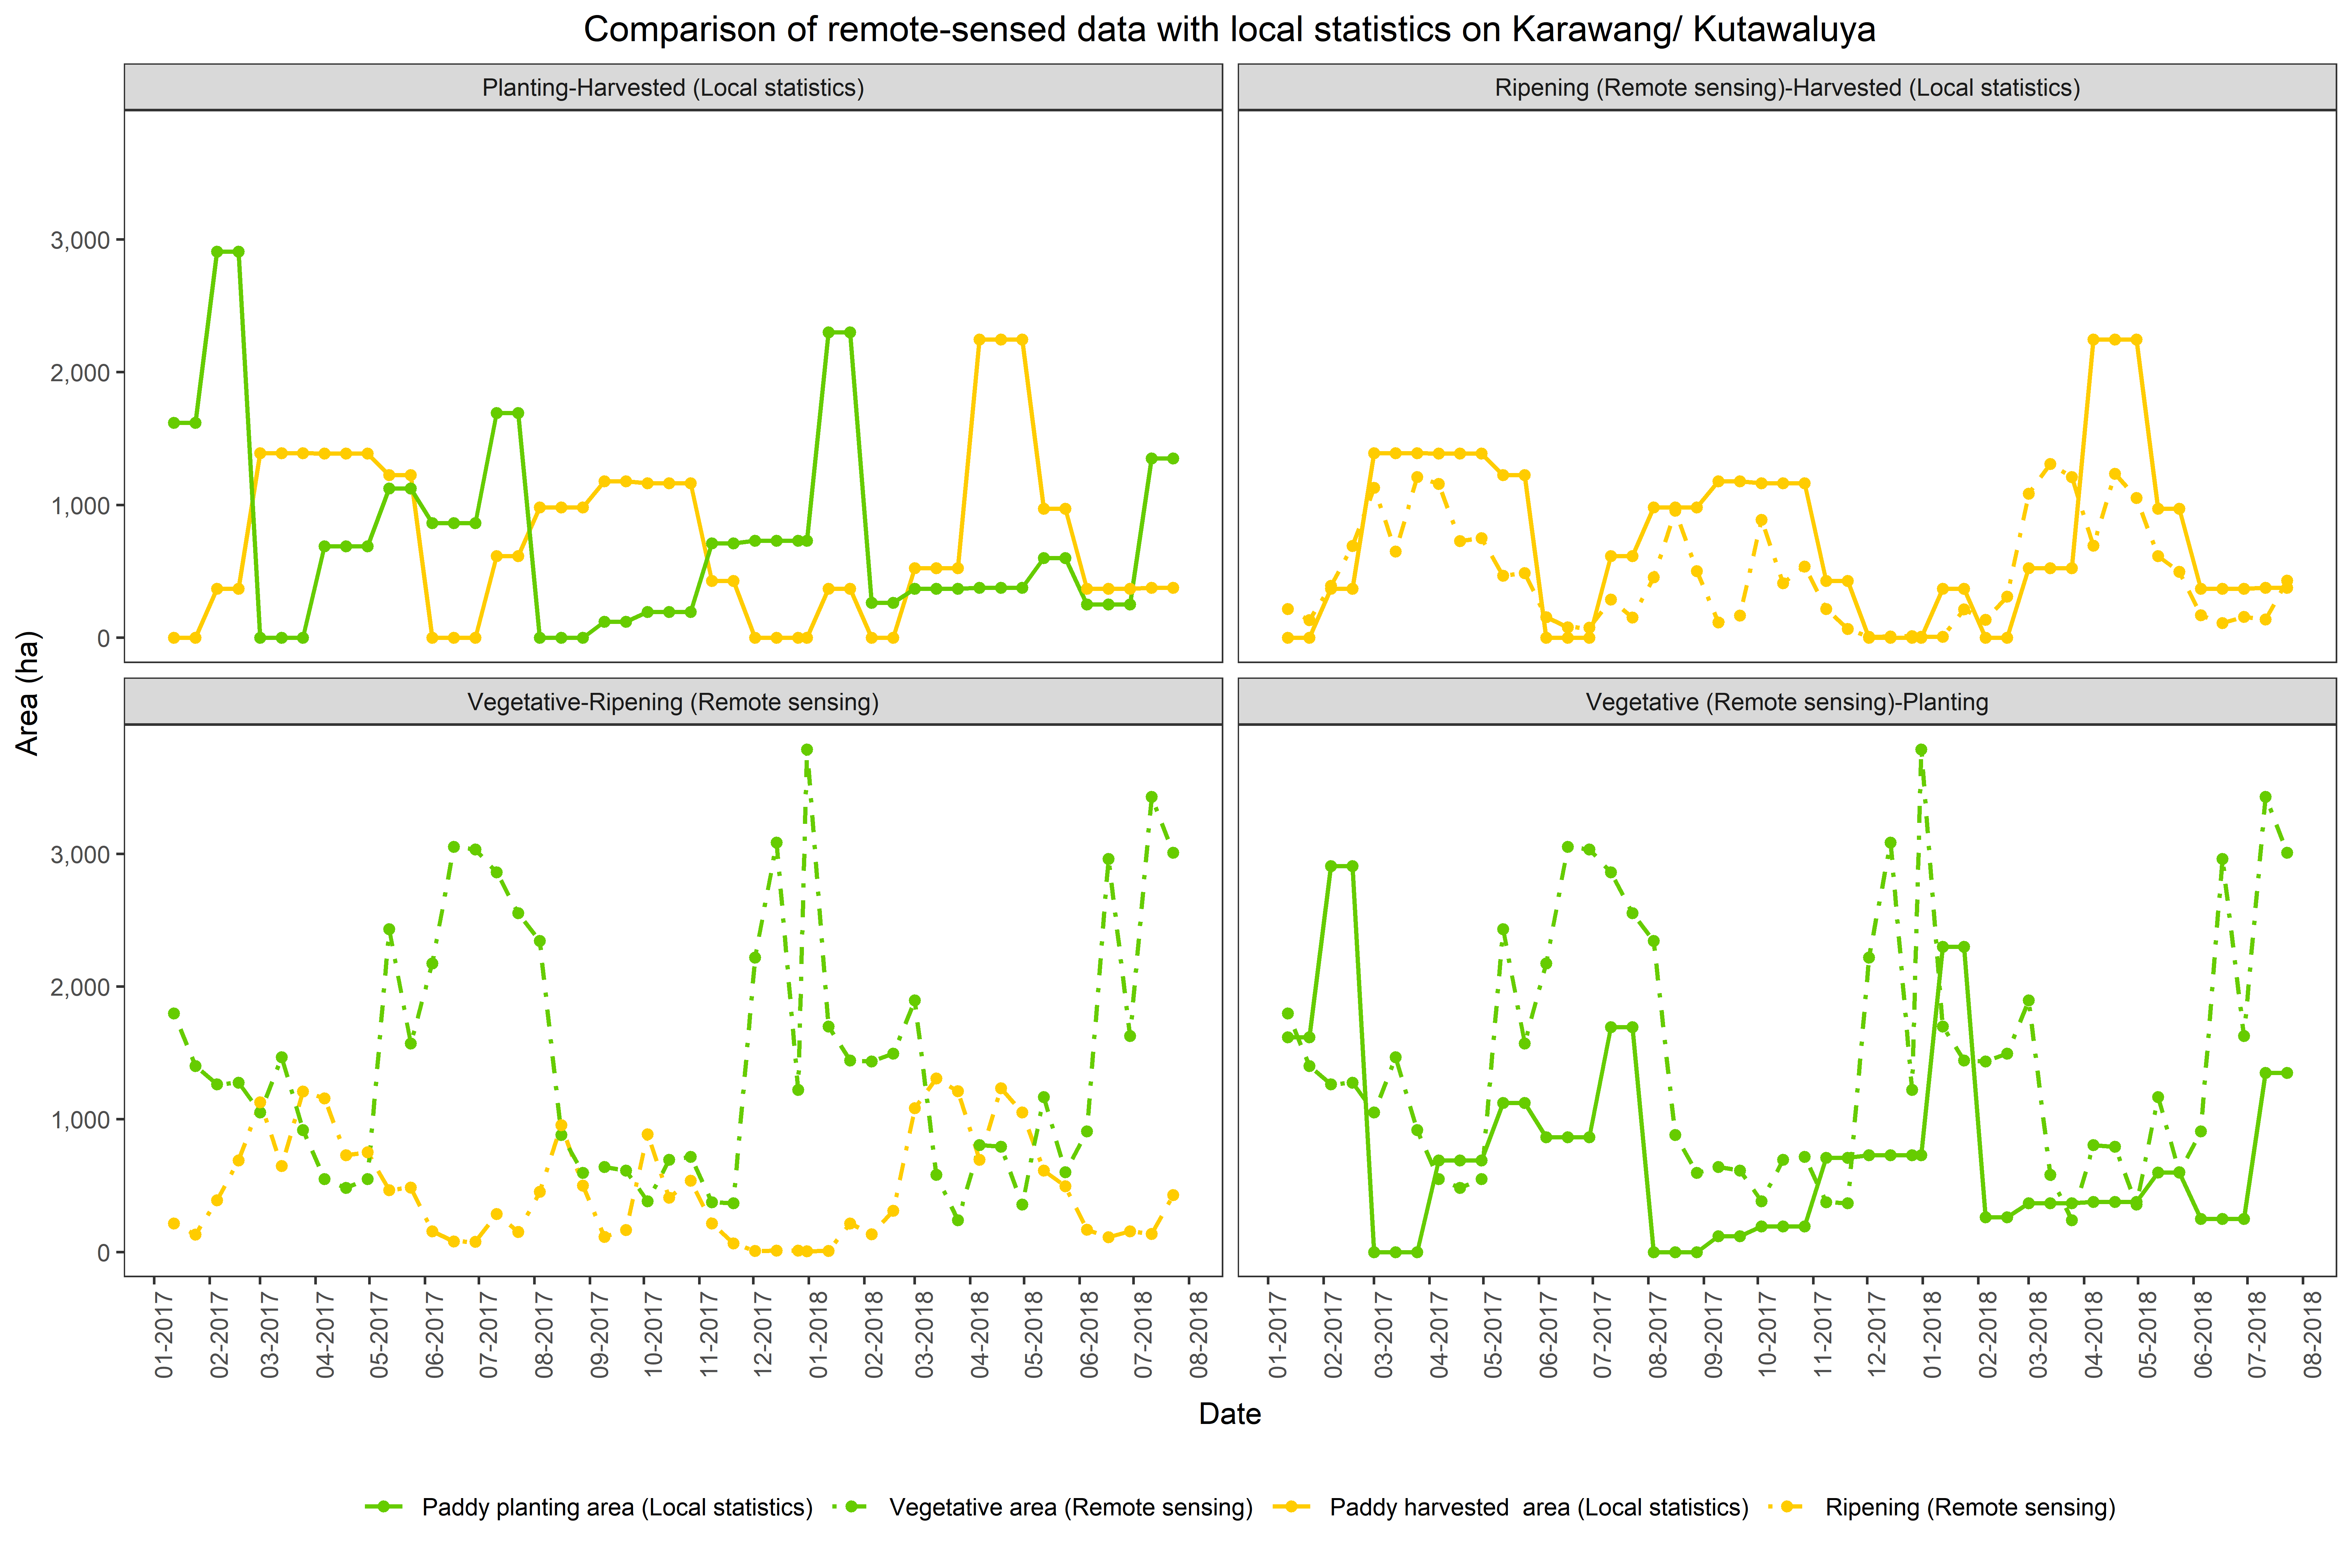 Comparison of remote-sensed data with local statistics on Karawang/ Kutawaluya
Planting-Harvested (Local statistics)
Ripening (Remote sensing)-Harvested (Local statistics)
3,000
2,000
1,000
0
Area (ha)
Vegetative-Ripening (Remote sensing)
Vegetative (Remote sensing)-Planting
3,000
2,000
1,000
0
01-2017 02-2017 03-2017 04-2017 05-2017 06-2017 07-2017 08-2017 09-2017 10-2017 11-2017 12-2017 01-2018 02-2018 03-2018 04-2018 05-2018 06-2018 07-2018 08-2018
01-2017 02-2017 03-2017 04-2017 05-2017 06-2017 07-2017 08-2017 09-2017 10-2017 11-2017 12-2017 01-2018 02-2018 03-2018 04-2018 05-2018 06-2018 07-2018 08-2018
Date
Paddy planting area (Local statistics) Vegetative area (Remote sensing) Paddy harvested  area (Local statistics) Ripening (Remote sensing)